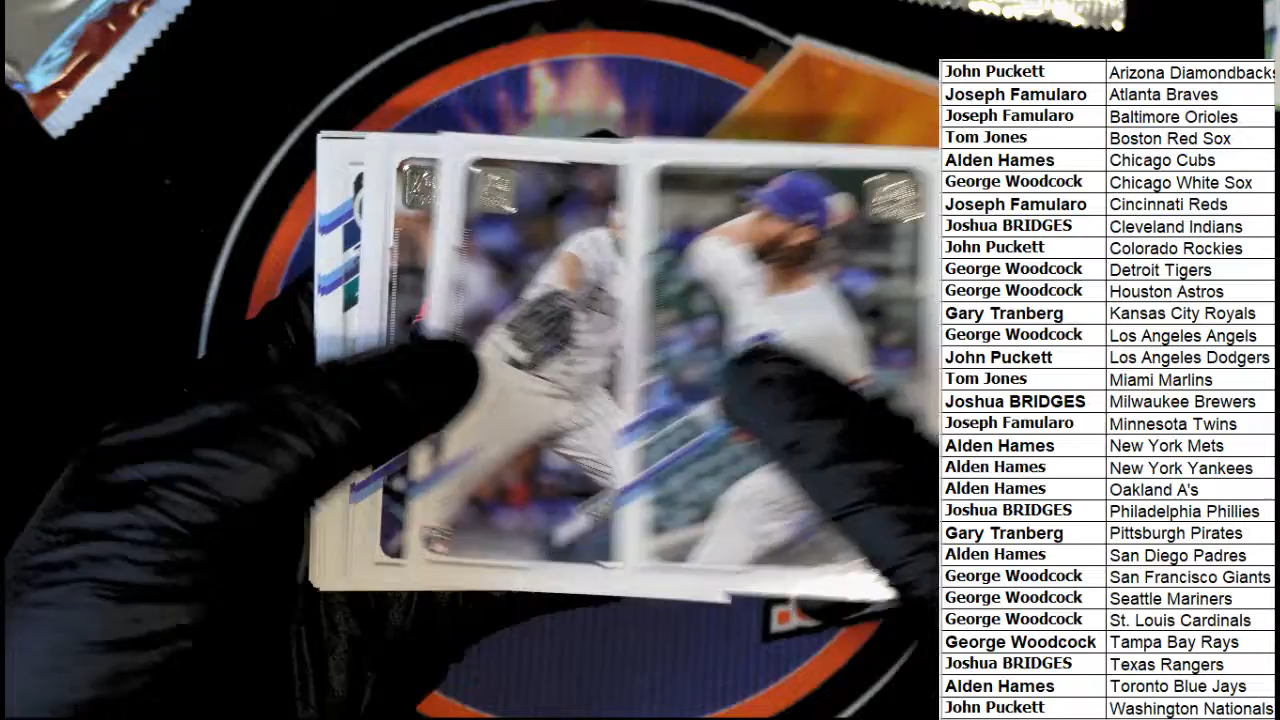 John Puckett Arizona Diamondbacks
Joseph Famularo Atlanta Braves
Joseph Famularo Baltimore Orioles
Tom Jones Boston Red Sox
Alden Hames Chicago Cubs
George Woodcock Chicago White Sox
Joseph Famularo Cincinnati Reds
Joshua BRIDGES Cleveland Indians
John Puckett Colorado Rockies
George Woodcock Detroit Tigers
George Woodcock Houston Astros
Gary Tranberg Kansas City Royals
George Woodcock Los Angeles Angels
John Puckett Los Angeles Dodgers
Tom Jones Miami Marlins
Joshua BRIDGES Milwaukee Brewers
Joseph Famularo Minnesota Twins
Alden Hames New York Mets
Alden Hames New York Yankees
Alden Hames Oakland A's
Joshua BRIDGES Philadelphia Phillies
Gary Tranberg Pittsburgh Pirates
Alden Hames San Diego Padres
George Woodcock San Francisco Giants
George Woodcock Seattle Mariners
George Woodcock St. Louis Cardinals
George Woodcock Tampa Bay Rays
Joshua BRIDGES Texas Rangers
Alden Hames Toronto Blue Jays
John Puckett Washington Nationals